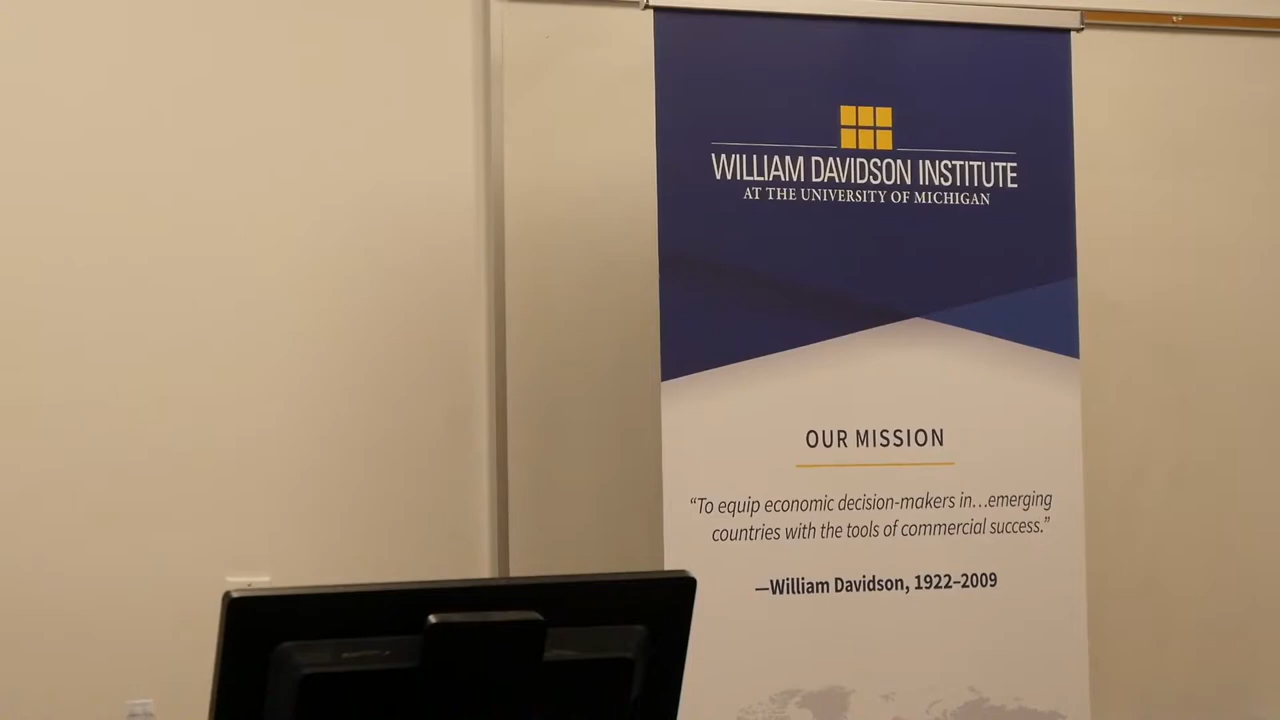 WILLIAM DAVIDSON INSTITUTE
AT THE UNIVERSITY OF MICHIGAN
OUR MISSION
“To equip economic decision-makers in…emerging
countries with the tools of commercial success.”
—William Davidson, 1922–2009